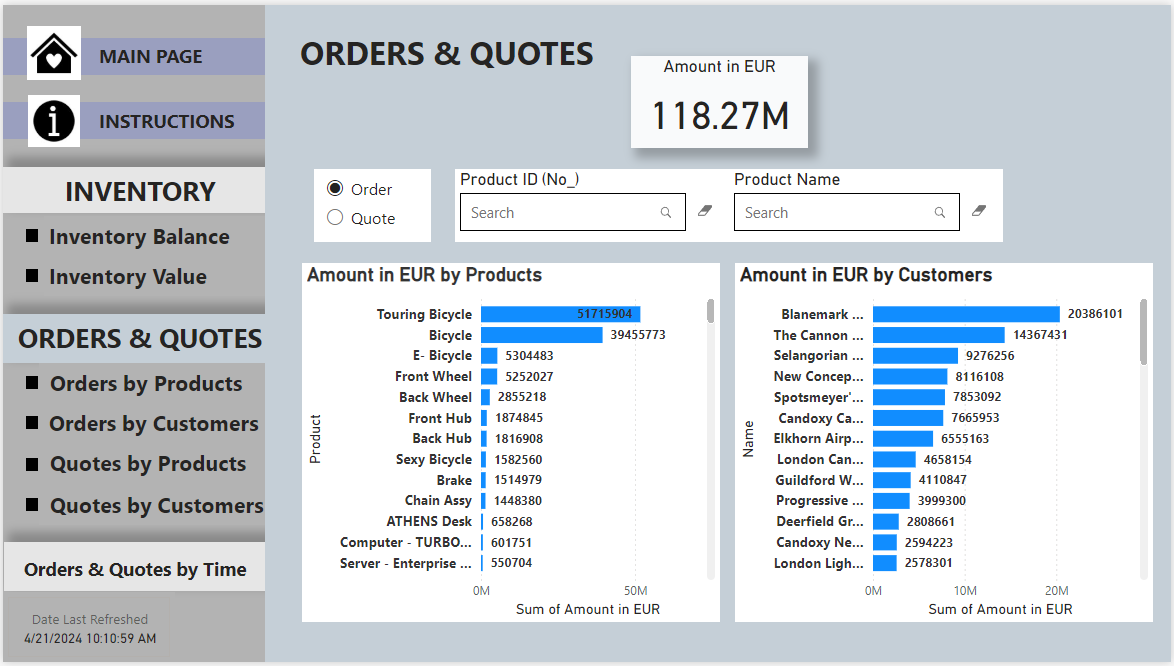 MAIN PAGE
INSTRUCTIONS
INVENTORY
Inventory Balance
Inventory Value
ORDERS & QUOTES
Orders by Products
Orders by Customers
Quotes by Products
Quotes by Customers
Orders & Quotes by Time
Date Last Refreshed
4/21/2024 10:10:59 AM
ORDERS & QUOTES
Amount in EUR
118.27M
Order
Quote
Product ID (No_)
Search
Product Name
Search
Amount in EUR by Products
Product
Touring Bicycle 51715904
Bicycle 39455773
E- Bicycle 5304483
Front Wheel 5252027
Back Wheel 2855218
Front Hub 1874845
Back Hub 1816908
Sexy Bicycle 1582560
Brake 1514979
Chain Assy 1448380
ATHENS Desk 658268
Computer - TURBO... 601751
Server - Enterprise ... 550704
0M 50M
Sum of Amount in EUR
Amount in EUR by Customers
Name
Blanemark ... 20386101
The Cannon ... 14367431
Selangorian ... 9276256
New Concep... 8116108
Spotsmeyer'... 7853092
Candoxy Ca... 7665953
Elkhorn Airp... 6555163
London Can... 4658154
Guildford W... 4110847
Progressive ... 3999300
Deerfield Gr... 2808661
Candoxy Ne... 2594223
London Ligh... 2578301
0M 10M 20M
Sum of Amount in EUR